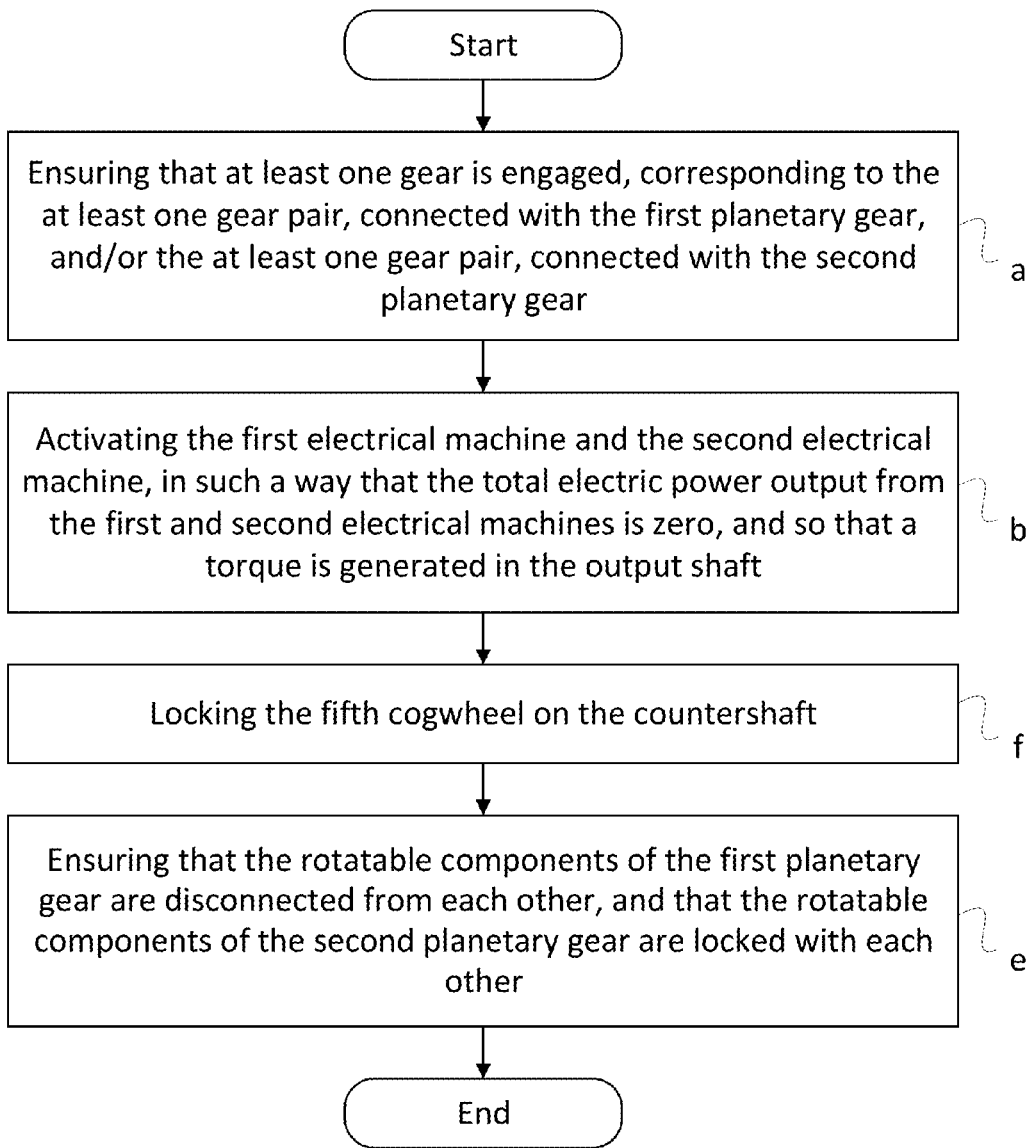 Start
Ensuring that at least one gear is engaged, corresponding to the
at least one gear pair, connected with the first planetary gear,
and/or the at least one gear pair, connected with the second
planetary gear
a
Activating the first electrical machine and the second electrical
machine, in such a way that the total electric power output from
the first and second electrical machines is zero, and so that a
torque is generated in the output shaft
b
Locking the fifth cogwheel on the countershaft
f
Ensuring that the rotatable components of the first planetary
gear are disconnected from each other, and that the rotatable
components of the second planetary gear are locked with each
other
e
End